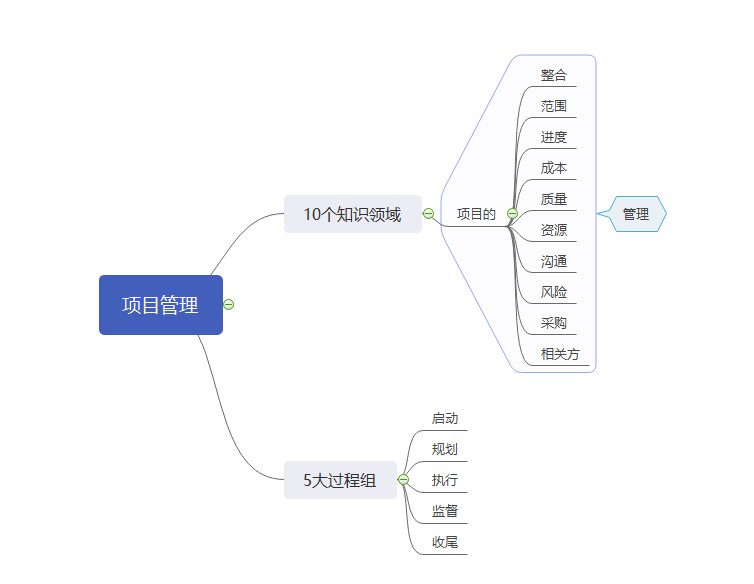 项目管理
10个知识领域
项目的
整合
范围
进度
成本
质量
资源
沟通
风险
采购
相关方
管理
5大过程组
启动
规划
执行
监督
收尾